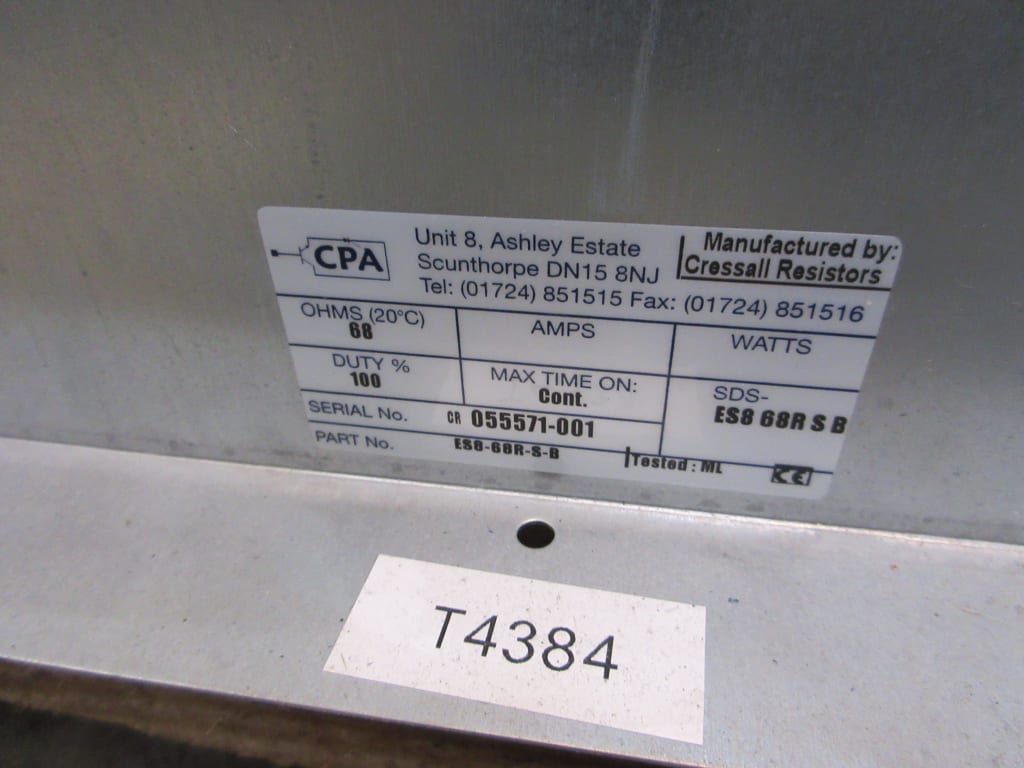 CPA
Unit 8, Ashley Estate
Scunthorpe DN15 8NJ
Tel: (01724) 851515 Fax: (01724) 851516
Manufactured by:
Cressall Resistors
OHMS (20°C)
68
AMPS
WATTS
DUTY %
100
MAX TIME ON:
Cont.
SDS-
ES8 68R S B
SERIAL No. CR 055571-001
PART No. ES8-68R-S-B
Tested : ML
CE
T4384